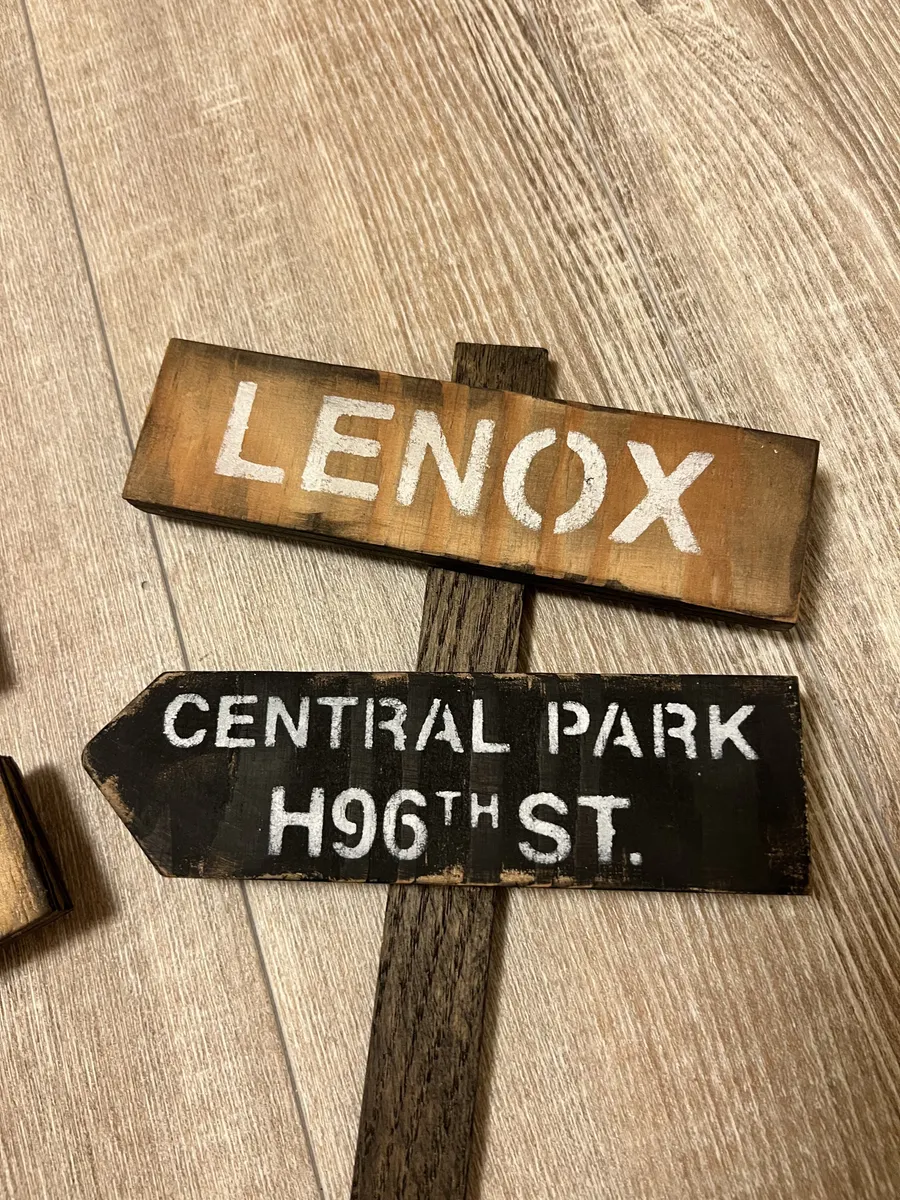 LENOX
CENTRAL PARK
H96TH ST.